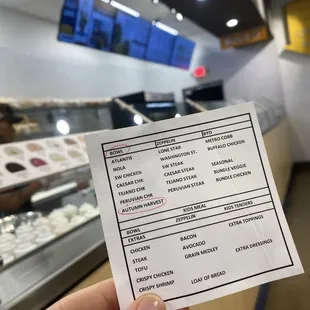 BOWL ZEPPELIN BYO
ATLANTIS LONE STAR METRO COBB
NOLA WASHINGTON ST. BUFFALO CHICKEN
SW CHICKEN SW STEAK
CAESAR CHK CAESAR STEAK SEASONAL
TEJANO CHK TEJANO STEAK BUNDLE VEGGIE
PERUVIAN CHK PERUVIAN STEAK BUNDLE CHICKEN
AUTUMN HARVEST
KIDS MEAL KIDS TENDERS
BOWL ZEPPELIN
EXTRAS EXTRA TOPPINGS
CHICKEN BACON
STEAK AVOCADO EXTRA DRESSINGS
TOFU GRAIN MEDLEY
CRISPY CHICKEN
CRISPY SHRIMP LOAF OF BREAD